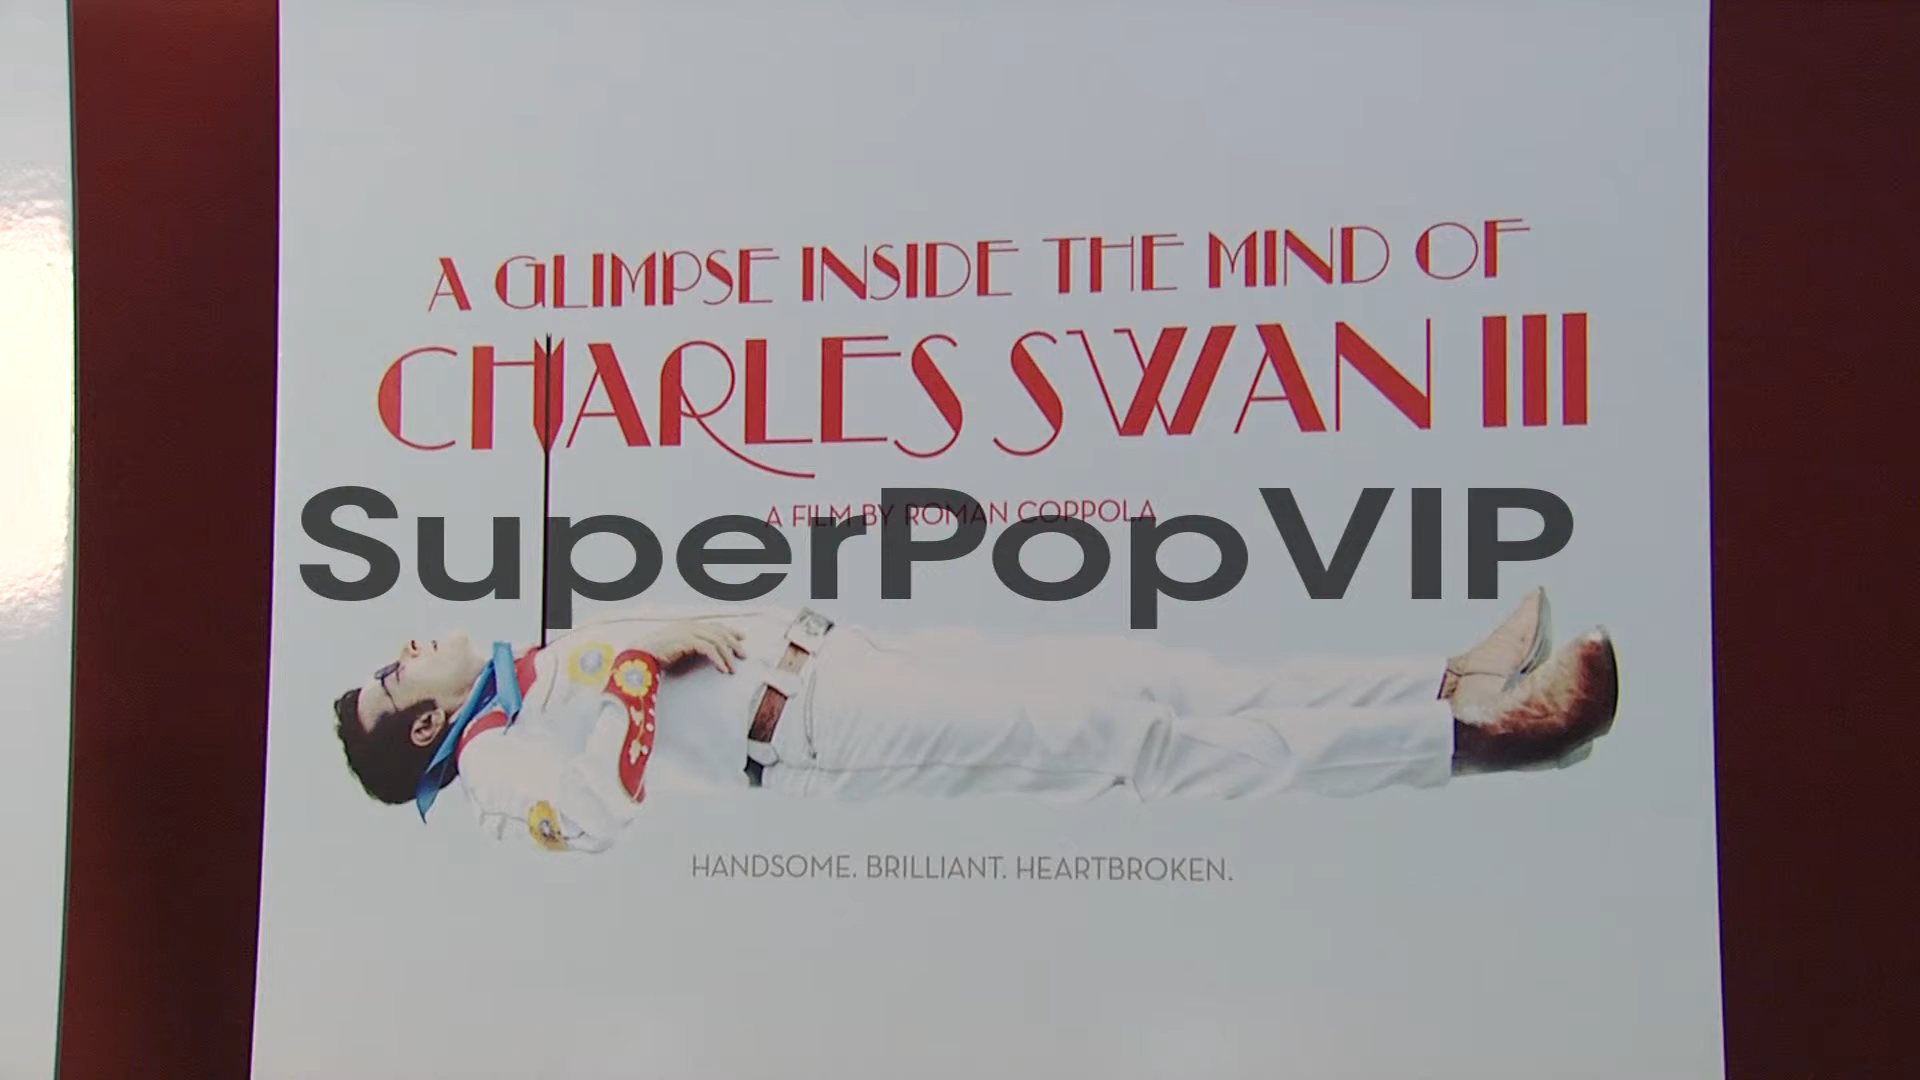 A GLIMPSE INSIDE THE MIND OF
CHARLES SWAN III
A FILM BY ROMAN COPPOLA
SuperPopVIP
HANDSOME. BRILLIANT. HEARTBROKEN.